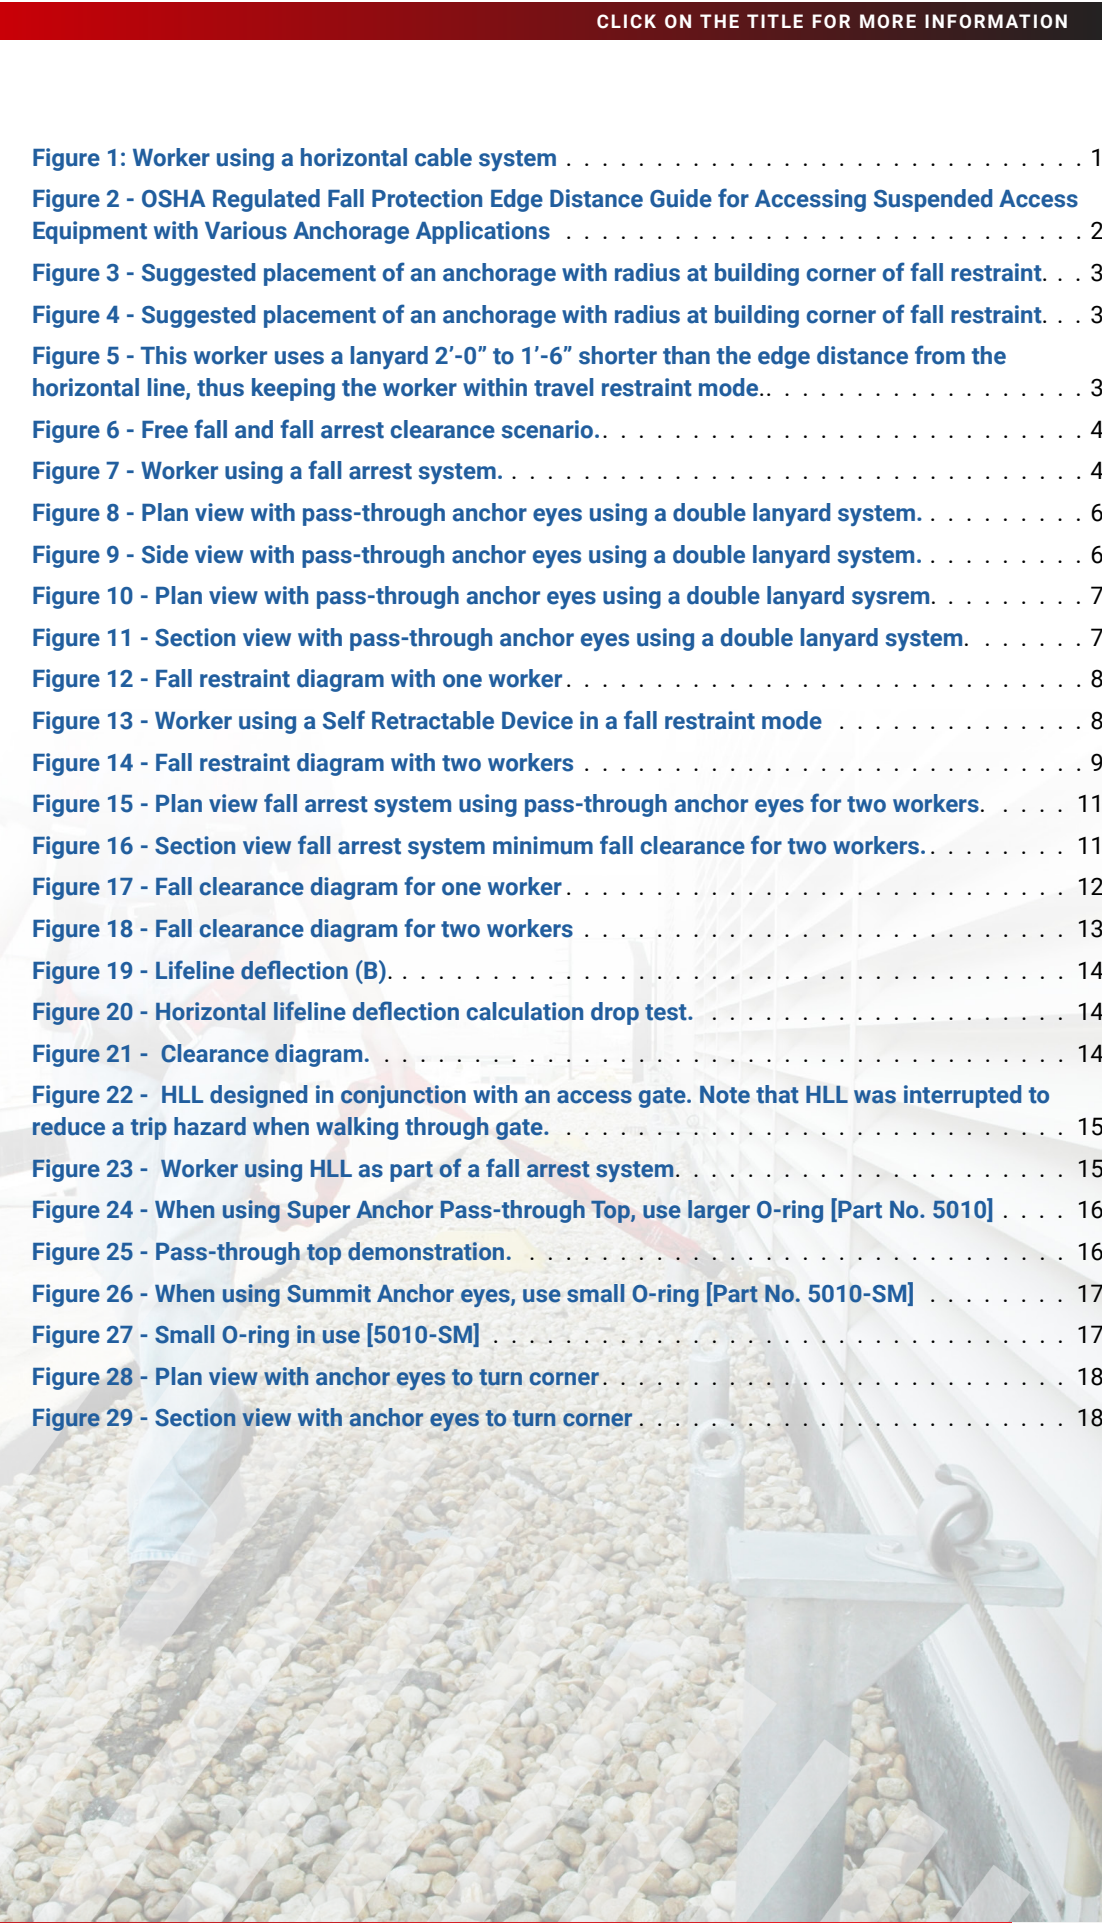 CLICK ON THE TITLE FOR MORE INFORMATION
Figure 1: Worker using a horizontal cable system . . . . . . . . . . . . . . . . . . . . . . . . . . . . . 1
Figure 2 - OSHA Regulated Fall Protection Edge Distance Guide for Accessing Suspended Access
Equipment with Various Anchorage Applications . . . . . . . . . . . . . . . . . . . . . . . . . . . . . 2
Figure 3 - Suggested placement of an anchorage with radius at building corner of fall restraint. . . 3
Figure 4 - Suggested placement of an anchorage with radius at building corner of fall restraint. . . 3
Figure 5 - This worker uses a lanyard 2’-0” to 1’-6” shorter than the edge distance from the
horizontal line, thus keeping the worker within travel restraint mode.. . . . . . . . . . . . . . . . . . 3
Figure 6 - Free fall and fall arrest clearance scenario.. . . . . . . . . . . . . . . . . . . . . . . . . . . 4
Figure 7 - Worker using a fall arrest system. . . . . . . . . . . . . . . . . . . . . . . . . . . . . . . . . 4
Figure 8 - Plan view with pass-through anchor eyes using a double lanyard system. . . . . . . . . . 6
Figure 9 - Side view with pass-through anchor eyes using a double lanyard system. . . . . . . . . . 6
Figure 10 - Plan view with pass-through anchor eyes using a double lanyard sysrem. . . . . . . . . 7
Figure 11 - Section view with pass-through anchor eyes using a double lanyard system. . . . . . . 7
Figure 12 - Fall restraint diagram with one worker . . . . . . . . . . . . . . . . . . . . . . . . . . . . . 8
Figure 13 - Worker using a Self Retractable Device in a fall restraint mode . . . . . . . . . . . . . . 8
Figure 14 - Fall restraint diagram with two workers . . . . . . . . . . . . . . . . . . . . . . . . . . . . 9
Figure 15 - Plan view fall arrest system using pass-through anchor eyes for two workers. . . . . 11
Figure 16 - Section view fall arrest system minimum fall clearance for two workers. . . . . . . . . 11
Figure 17 - Fall clearance diagram for one worker . . . . . . . . . . . . . . . . . . . . . . . . . . . . 12
Figure 18 - Fall clearance diagram for two workers . . . . . . . . . . . . . . . . . . . . . . . . . . . 13
Figure 19 - Lifeline deflection (B). . . . . . . . . . . . . . . . . . . . . . . . . . . . . . . . . . . . . . 14
Figure 20 - Horizontal lifeline deflection calculation drop test. . . . . . . . . . . . . . . . . . . . . . 14
Figure 21 - Clearance diagram. . . . . . . . . . . . . . . . . . . . . . . . . . . . . . . . . . . . . . . . 14
Figure 22 - HLL designed in conjunction with an access gate. Note that HLL was interrupted to
reduce a trip hazard when walking through gate. . . . . . . . . . . . . . . . . . . . . . . . . . . . . 15
Figure 23 - Worker using HLL as part of a fall arrest system. . . . . . . . . . . . . . . . . . . . . . . 15
Figure 24 - When using Super Anchor Pass-through Top, use larger O-ring [Part No. 5010] . . . . 16
Figure 25 - Pass-through top demonstration. . . . . . . . . . . . . . . . . . . . . . . . . . . . . . . . 16
Figure 26 - When using Summit Anchor eyes, use small O-ring [Part No. 5010-SM] . . . . . . . . 17
Figure 27 - Small O-ring in use [5010-SM] . . . . . . . . . . . . . . . . . . . . . . . . . . . . . . . . 17
Figure 28 - Plan view with anchor eyes to turn corner . . . . . . . . . . . . . . . . . . . . . . . . . . 18
Figure 29 - Section view with anchor eyes to turn corner . . . . . . . . . . . . . . . . . . . . . . . . 18